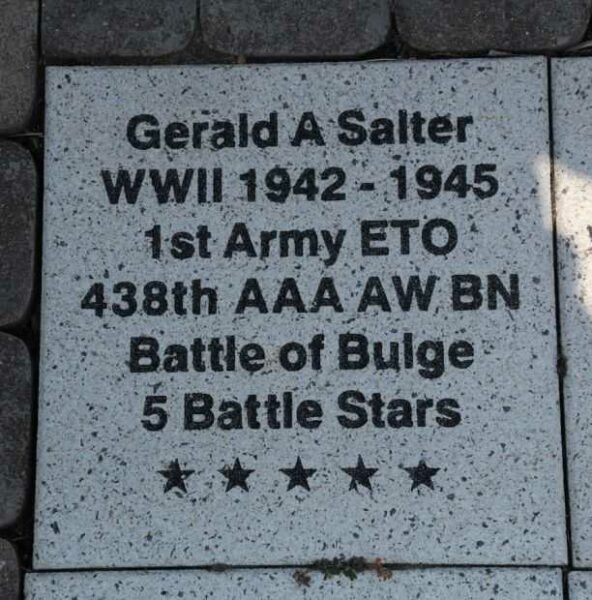 Gerald A Salter
WWII 1942 - 1945
1st Army ETO
438th AAA AW BN
Battle of Bulge
5 Battle Stars